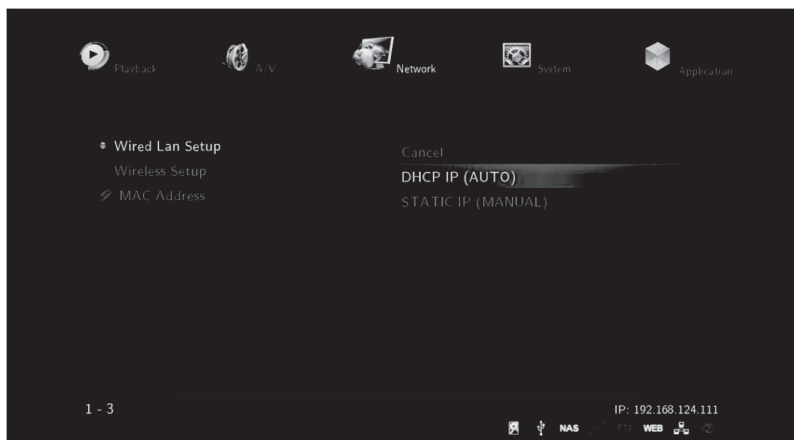 Playback
A/V
Network
System
Application
Wired Lan Setup
Wireless Setup
MAC Address
Cancel
DHCP IP (AUTO)
STATIC IP (MANUAL)
1 - 3
IP: 192.168.124.111
NAS
FTP
WEB